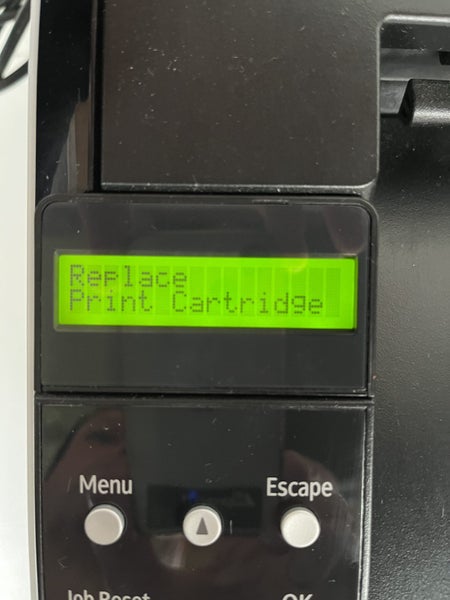 Replace
Print Cartridge
Menu
Escape
Job Reset
OK